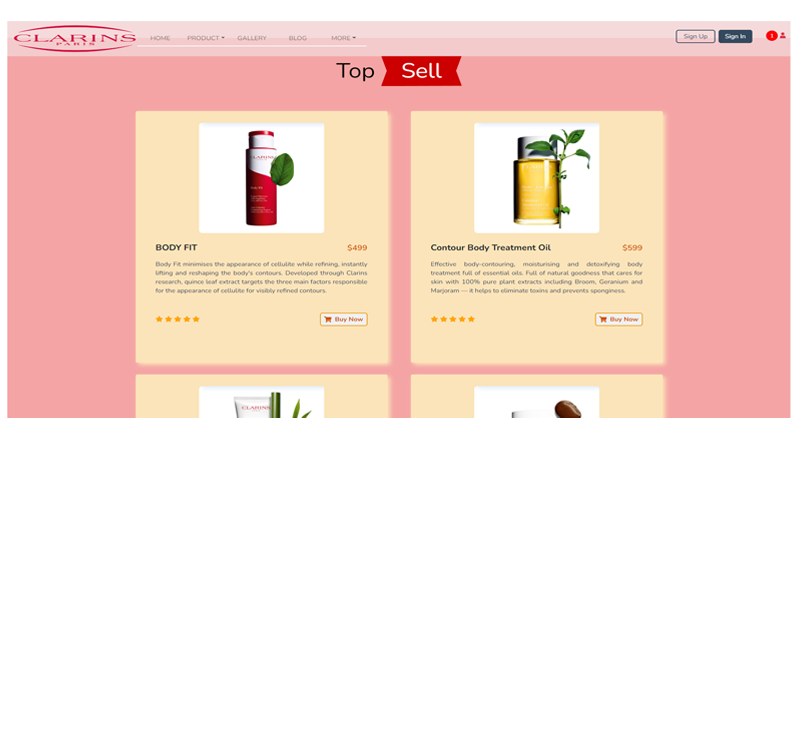 CLARINS
PARIS
HOME PRODUCT GALLERY BLOG MORE
Sign Up Sign In 1
Top Sell
CLARINS
BODY FIT $499
Body Fit minimises the appearance of cellulite while refining, instantly
lifting and reshaping the body's contours. Developed through Clarins
research, quince leaf extract targets the three main factors responsible
for the appearance of cellulite for visibly refined contours.
Buy Now
Contour Body Treatment Oil $599
Effective body-contouring, moisturising and detoxifying body
treatment full of essential oils. Full of natural goodness that cares for
skin with 100% pure plant extracts including Broom, Geranium and
Marjoram — it helps to eliminate toxins and prevents sponginess.
Buy Now
CLARINS